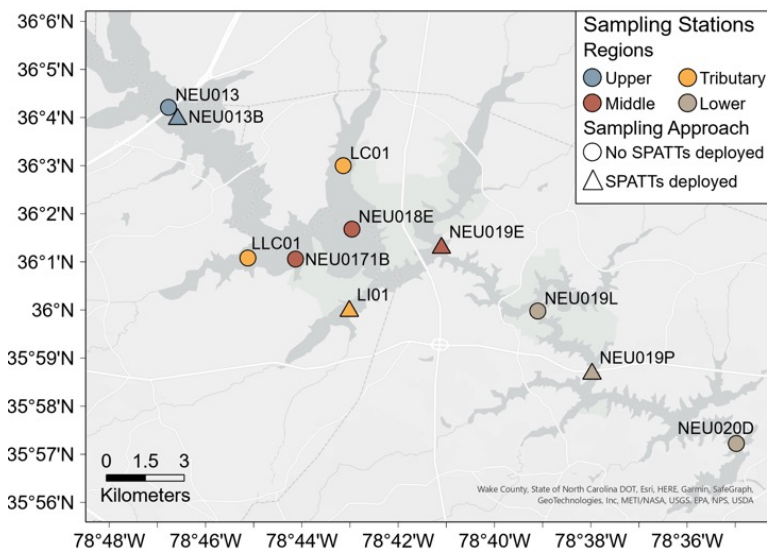 36°6'N
36°5'N
36°4'N
36°3'N
36°2'N
36°1'N
36°N
35°59'N
35°58'N
35°57'N
35°56'N
Sampling Stations
Regions
Upper
Tributary
Middle
Lower
Sampling Approach
No SPATTs deployed
SPATTs deployed
NEU013
NEU013B
LC01
NEU018E
NEU019E
LLC01
NEU0171B
LI01
NEU019L
NEU019P
NEU020D
0 1.5 3
Kilometers
Wake County, State of North Carolina DOT, Esri, HERE, Garmin, SafeGraph,
GeoTechnologies, Inc, METI/NASA, USGS, EPA, NPS, USDA
78°48'W 78°46'W 78°44'W 78°42'W 78°40'W 78°38'W 78°36'W